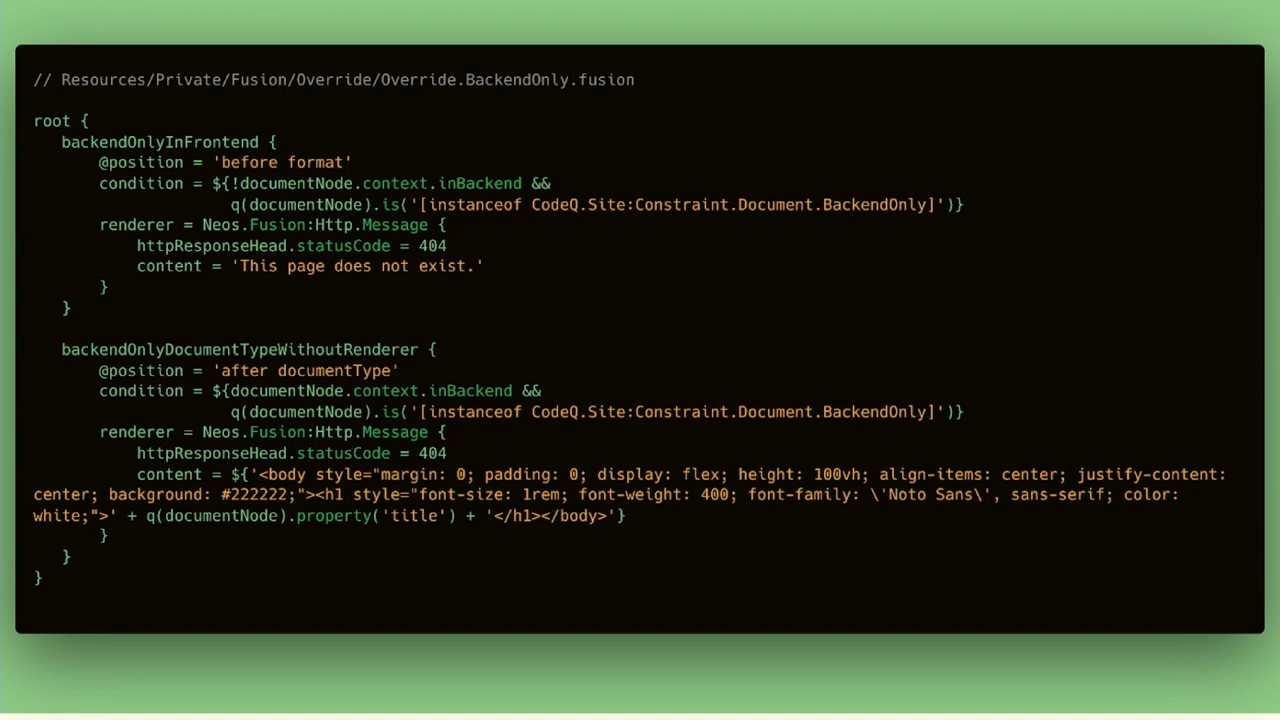 // Resources/Private/Fusion/Override/Override.BackendOnly.fusion
root {
backendOnlyInFrontend {
@position = 'before format'
condition = ${!documentNode.context.inBackend &&
q(documentNode).is('[instanceof CodeQ.Site:Constraint.Document.BackendOnly]')}
renderer = Neos.Fusion:Http.Message {
httpResponseHead.statusCode = 404
content = 'This page does not exist.'
}
}
backendOnlyDocumentTypeWithoutRenderer {
@position = 'after documentType'
condition = ${documentNode.context.inBackend &&
q(documentNode).is('[instanceof CodeQ.Site:Constraint.Document.BackendOnly]')}
renderer = Neos.Fusion:Http.Message {
httpResponseHead.statusCode = 404
content = ${'<body style="margin: 0; padding: 0; display: flex; height: 100vh; align-items: center; justify-content:
center; background: #222222;"><h1 style="font-size: 1rem; font-weight: 400; font-family: \'Noto Sans\', sans-serif; color:
white;">' + q(documentNode).property('title') + '</h1></body>'}
}
}
}